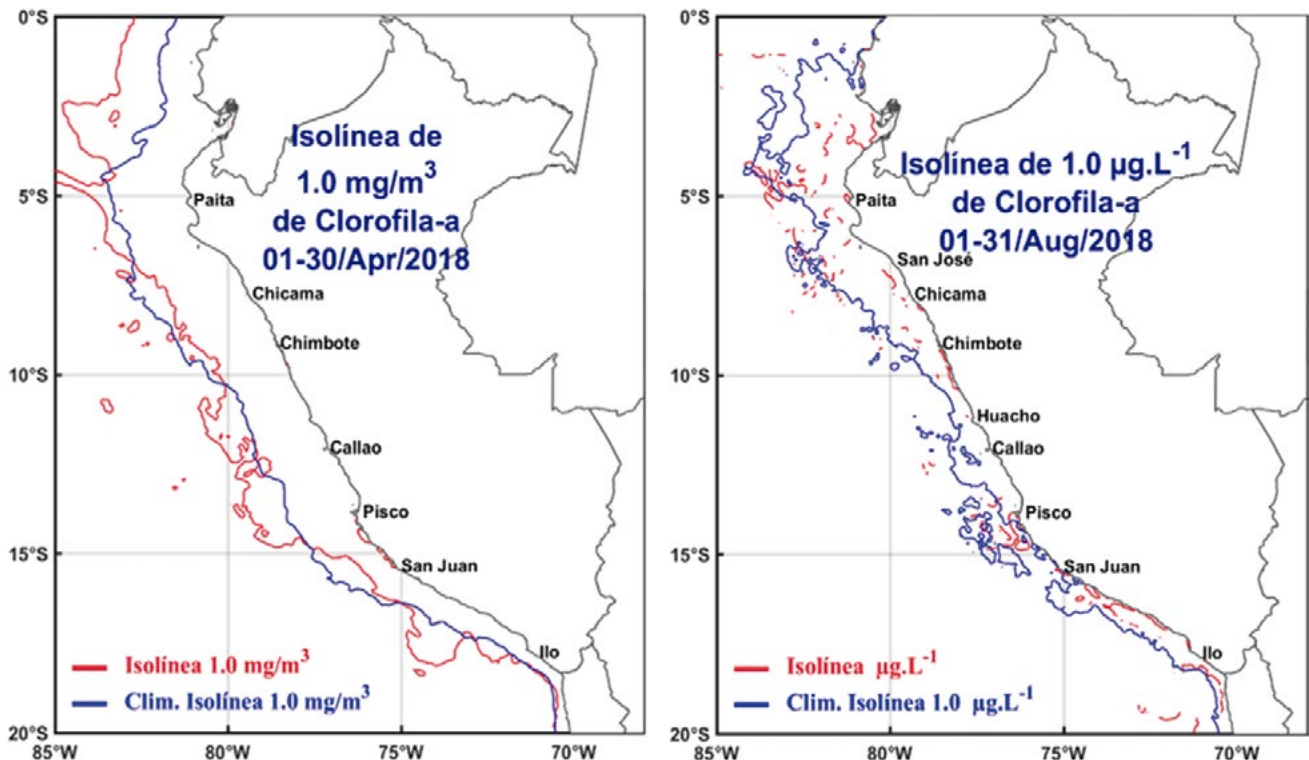 0°S
5°S
10°S
15°S
20°S
85°W
80°W
75°W
70°W
Isolínea de
1.0 mg/m³
de Clorofila-a
01-30/Apr/2018
Paita
Chicama
Chimbote
Callao
Pisco
San Juan
Ilo
Isolínea 1.0 mg/m³
Clim. Isolínea 1.0 mg/m³
0°S
5°S
10°S
15°S
20°S
85°W
80°W
75°W
70°W
Isolínea de 1.0 µg.L⁻¹
de Clorofila-a
01-31/Aug/2018
Paita
San José
Chicama
Chimbote
Huacho
Callao
Pisco
San Juan
Ilo
Isolínea µg.L⁻¹
Clim. Isolínea 1.0 µg.L⁻¹